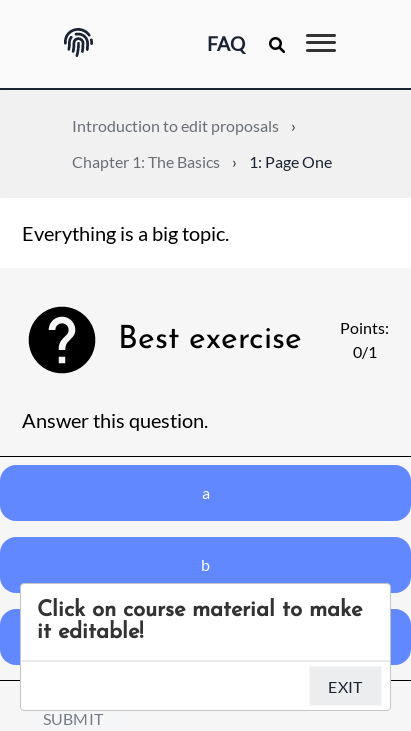 FAQ
Introduction to edit proposals ›
Chapter 1: The Basics › 1: Page One
Everything is a big topic.
Best exercise
Points:
0/1
Answer this question.
a
b
Click on course material to make
it editable!
EXIT
SUBMIT